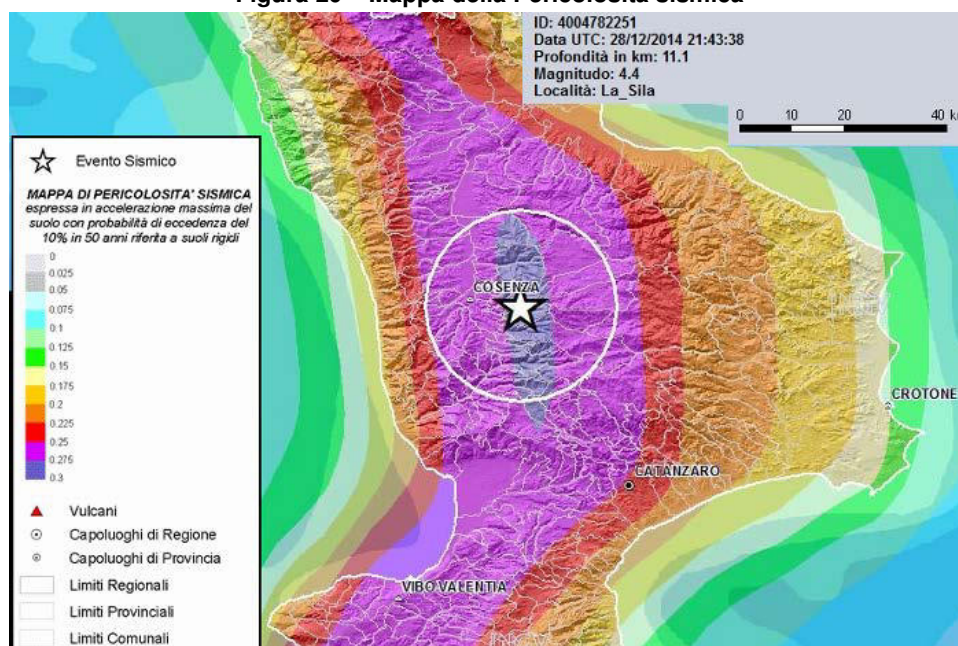 Figura 20 – Mappa della Pericolosità sismica
ID: 4004782251
Data UTC: 28/12/2014 21:43:38
Profondità in km: 11.1
Magnitudo: 4.4
Località: La_Sila
0 10 20 40 km
Evento Sismico
MAPPA DI PERICOLOSITA' SISMICA
espressa in accelerazione massima del
suolo con probabilità di eccedenza del
10% in 50 anni riferita a suoli rigidi
0
0.025
0.05
0.075
0.1
0.125
0.15
0.175
0.2
0.225
0.25
0.275
0.3
Vulcani
Capoluoghi di Regione
Capoluoghi di Provincia
Limiti Regionali
Limiti Provinciali
Limiti Comunali
COSENZA
CROTONE
CATANZARO
VIBO VALENTIA